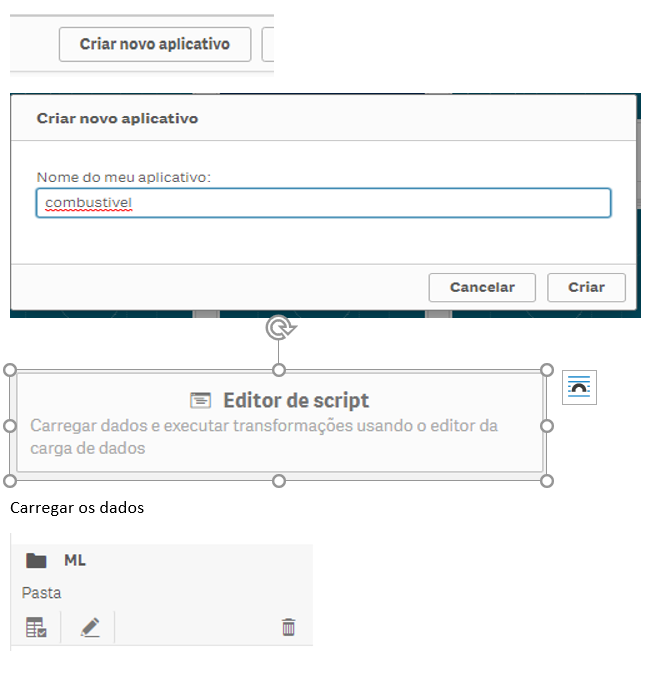 Criar novo aplicativo
Criar novo aplicativo
Nome do meu aplicativo:
combustivel
Cancelar
Criar
Editor de script
Carregar dados e executar transformações usando o editor da
carga de dados
Carregar os dados
ML
Pasta